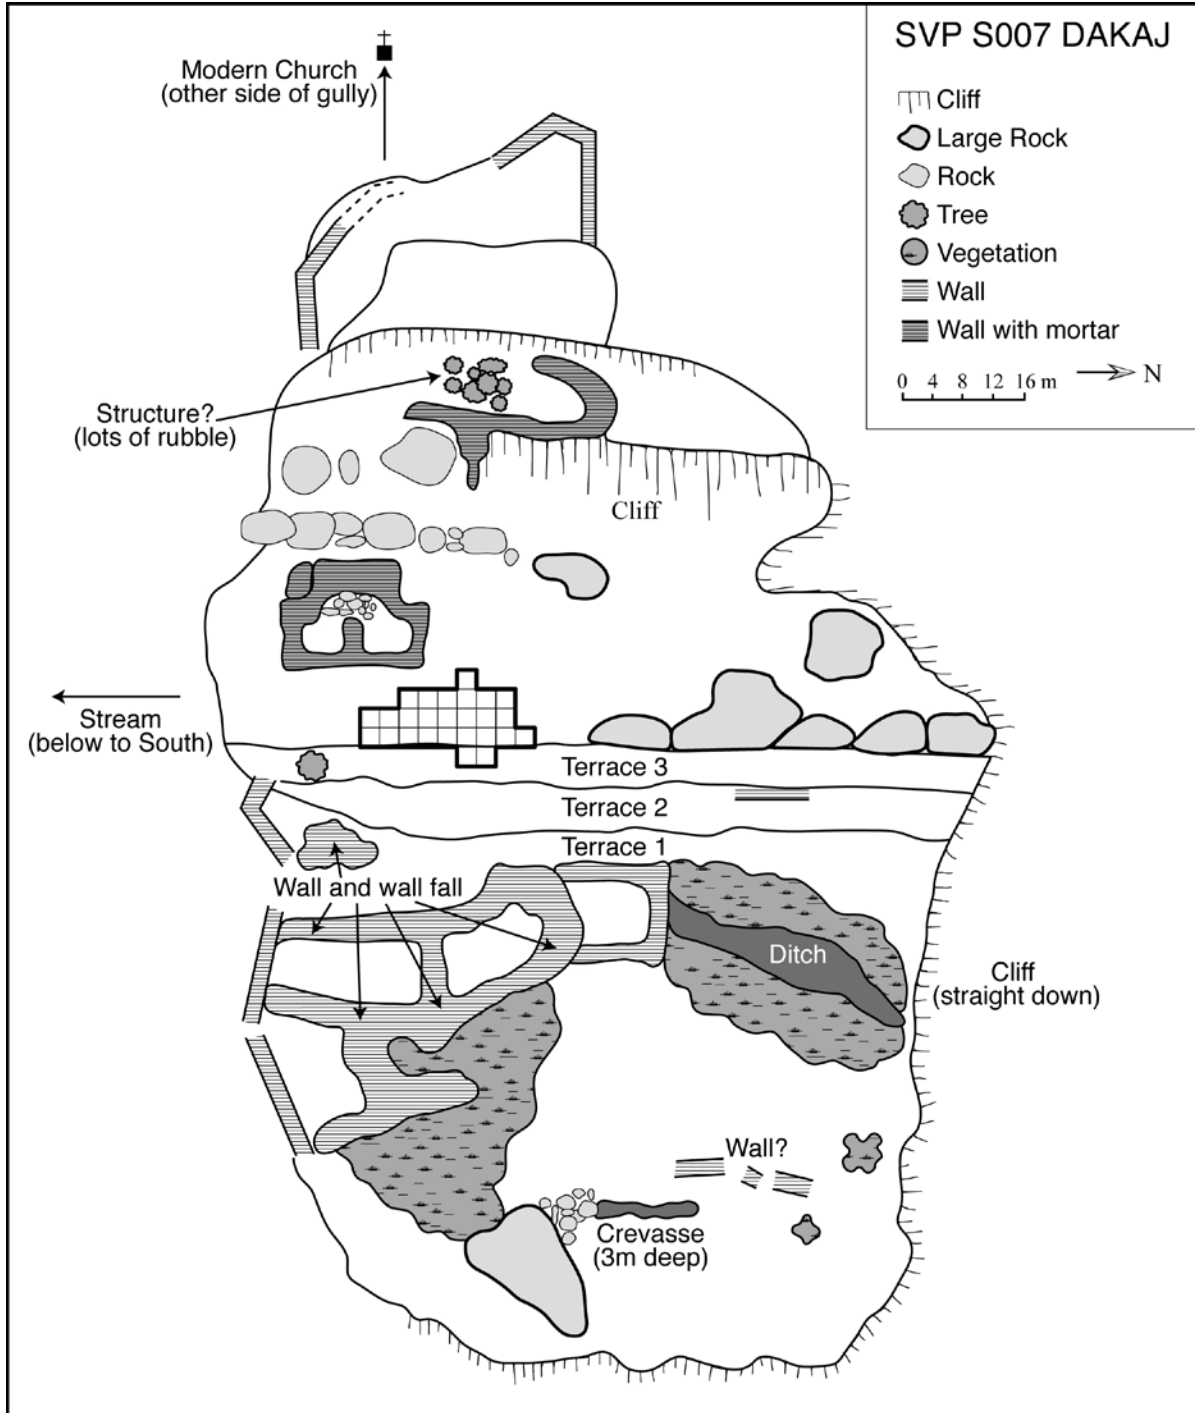 SVP S007 DAKAJ
Cliff
Large Rock
Rock
Tree
Vegetation
Wall
Wall with mortar
0 4 8 12 16 m
N
Modern Church
(other side of gully)
Structure?
(lots of rubble)
Cliff
Stream
(below to South)
Terrace 3
Terrace 2
Terrace 1
Wall and wall fall
Ditch
Cliff
(straight down)
Wall?
Crevasse
(3m deep)